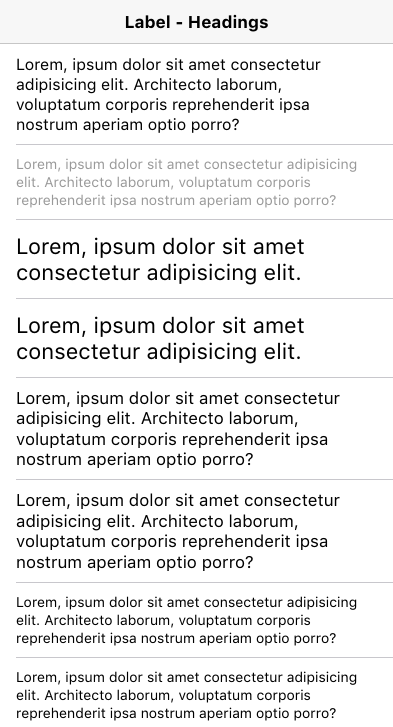 Label - Headings
Lorem, ipsum dolor sit amet consectetur
adipisicing elit. Architecto laborum,
voluptatum corporis reprehenderit ipsa
nostrum aperiam optio porro?
Lorem, ipsum dolor sit amet consectetur adipisicing
elit. Architecto laborum, voluptatum corporis
reprehenderit ipsa nostrum aperiam optio porro?
Lorem, ipsum dolor sit amet
consectetur adipisicing elit.
Lorem, ipsum dolor sit amet
consectetur adipisicing elit.
Lorem, ipsum dolor sit amet consectetur
adipisicing elit. Architecto laborum,
voluptatum corporis reprehenderit ipsa
nostrum aperiam optio porro?
Lorem, ipsum dolor sit amet consectetur
adipisicing elit. Architecto laborum,
voluptatum corporis reprehenderit ipsa
nostrum aperiam optio porro?
Lorem, ipsum dolor sit amet consectetur adipisicing
elit. Architecto laborum, voluptatum corporis
reprehenderit ipsa nostrum aperiam optio porro?
Lorem, ipsum dolor sit amet consectetur adipisicing
elit. Architecto laborum, voluptatum corporis
reprehenderit ipsa nostrum aperiam optio porro?